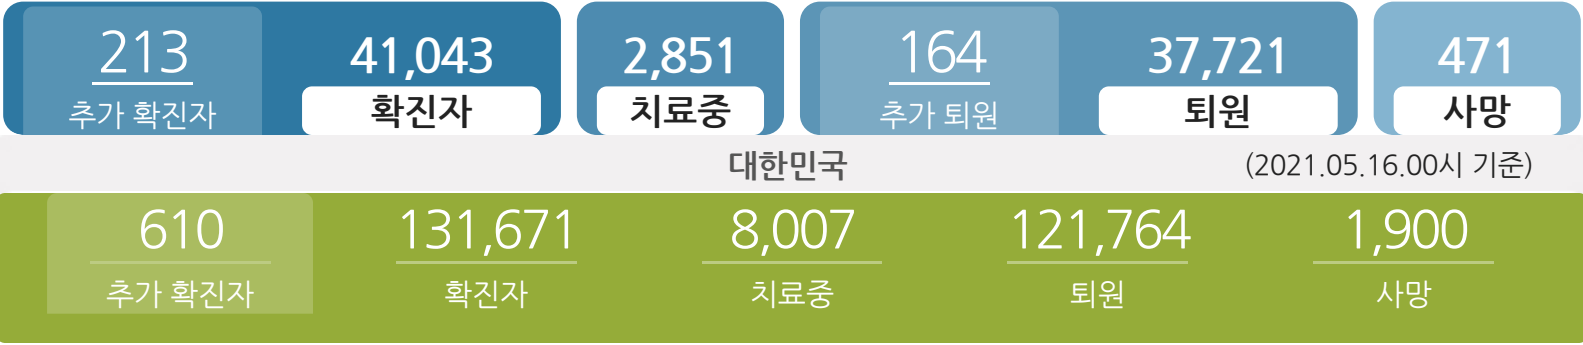 213 41,043 2,851 164 37,721 471
추가 확진자 확진자 치료중 추가 퇴원 퇴원 사망
대한민국 (2021.05.16.00시 기준)
610 131,671 8,007 121,764 1,900
추가 확진자 확진자 치료중 퇴원 사망